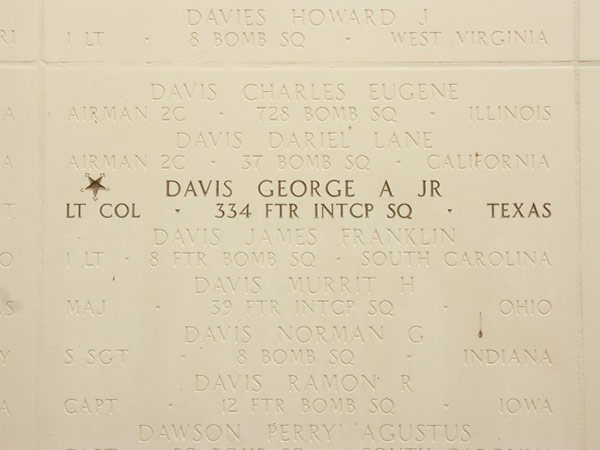 DAVIES HOWARD J
RI 1 LT · 8 BOMB SQ · WEST VIRGINIA
DAVIS CHARLES EUGENE
A AIRMAN 2C · 728 BOMB SQ · ILLINOIS
DAVIS DARIEL LANE
A AIRMAN 2C · 37 BOMB SQ · CALIFORNIA
DAVIS GEORGE A JR
T LT COL · 334 FTR INTCP SQ · TEXAS
DAVIS JAMES FRANKLIN
O 1 LT · 8 FTR BOMB SQ · SOUTH CAROLINA
DAVIS MURRIT H
S MAJ · 39 FTR INTCP SQ · OHIO
DAVIS NORMAN G
Y S SGT · 8 BOMB SQ · INDIANA
DAVIS RAMON R
A CAPT · 12 FTR BOMB SQ · IOWA
DAWSON PERRY AGUSTUS